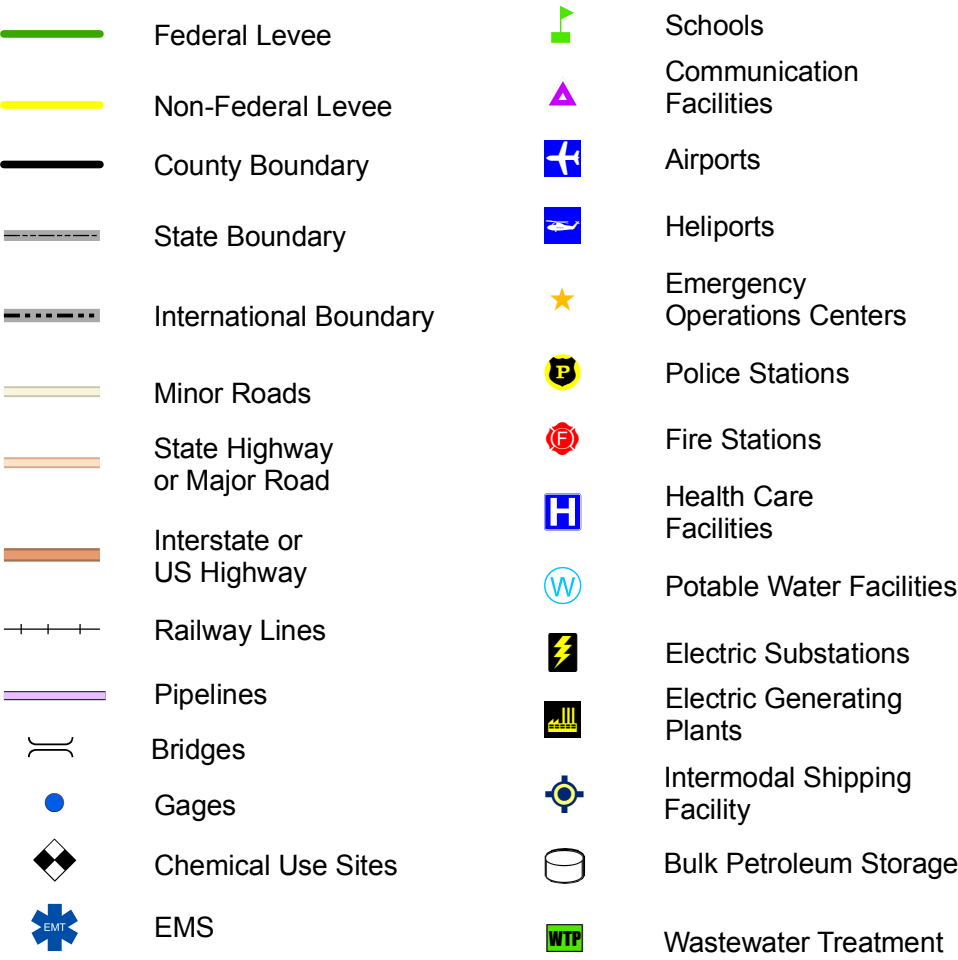 Federal Levee
Non-Federal Levee
County Boundary
State Boundary
International Boundary
Minor Roads
State Highway
or Major Road
Interstate or
US Highway
Railway Lines
Pipelines
Bridges
Gages
Chemical Use Sites
EMT
EMS
Schools
Communication
Facilities
Airports
Heliports
Emergency
Operations Centers
P
Police Stations
F
Fire Stations
H
Health Care
Facilities
W
Potable Water Facilities
Electric Substations
Electric Generating
Plants
Intermodal Shipping
Facility
Bulk Petroleum Storage
WTP
Wastewater Treatment